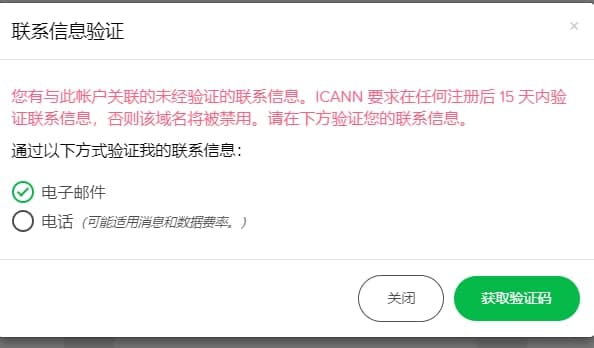 联系信息验证
×
您有与此帐户关联的未经验证的联系信息。ICANN 要求在任何注册后 15 天内验
证联系信息，否则该域名将被禁用。请在下方验证您的联系信息。
通过以下方式验证我的联系信息：
电子邮件
电话（可能适用消息和数据费率。）
关闭
获取验证码